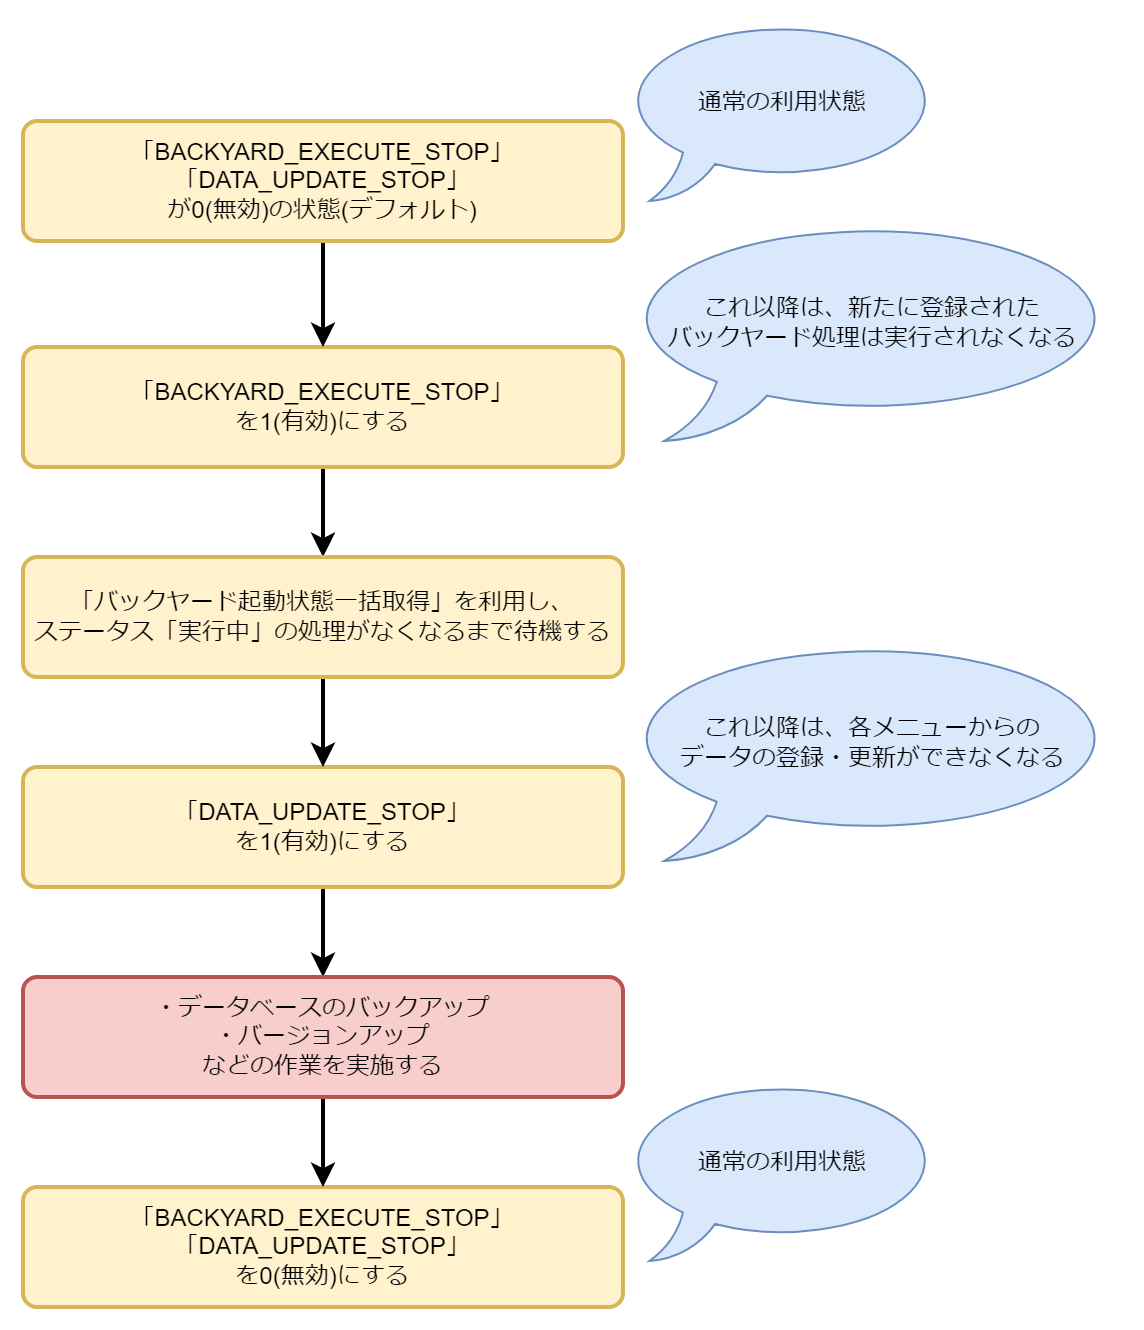 通常の利用状態
「BACKYARD_EXECUTE_STOP」
「DATA_UPDATE_STOP」
が0(無効)の状態(デフォルト)
これ以降は、新たに登録された
バックヤード処理は実行されなくなる
「BACKYARD_EXECUTE_STOP」
を1(有効)にする
「バックヤード起動状態一括取得」を利用し、
ステータス「実行中」の処理がなくなるまで待機する
これ以降は、各メニューからの
データの登録・更新ができなくなる
「DATA_UPDATE_STOP」
を1(有効)にする
・データベースのバックアップ
・バージョンアップ
などの作業を実施する
通常の利用状態
「BACKYARD_EXECUTE_STOP」
「DATA_UPDATE_STOP」
を0(無効)にする